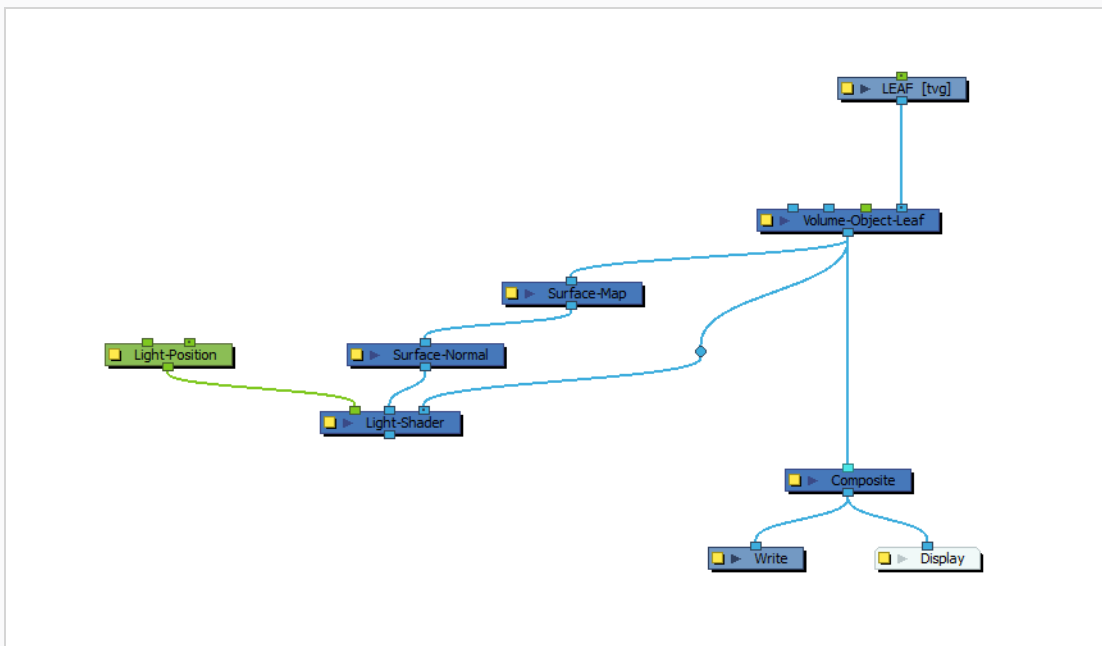 LEAF [tvg]
Volume-Object-Leaf
Surface-Map
Light-Position
Surface-Normal
Light-Shader
Composite
Write
Display